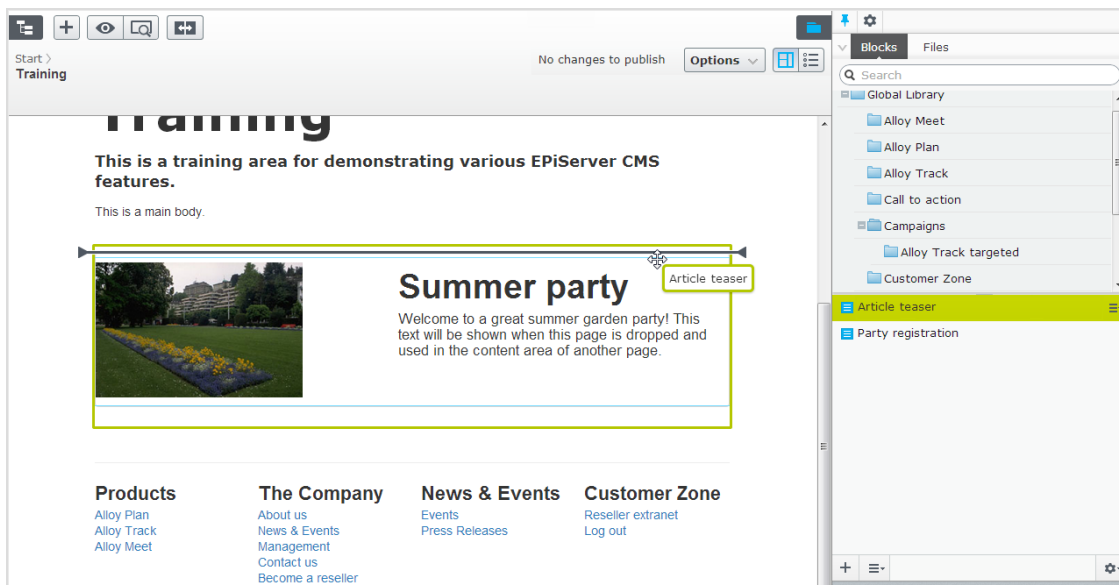 Start >
Training
No changes to publish
Options
Training
This is a training area for demonstrating various EPiServer CMS
features.
This is a main body.
Summer party
Article teaser
Welcome to a great summer garden party! This
text will be shown when this page is dropped and
used in the content area of another page.
Products
Alloy Plan
Alloy Track
Alloy Meet
The Company
About us
News & Events
Management
Contact us
Become a reseller
News & Events
Events
Press Releases
Customer Zone
Reseller extranet
Log out
Blocks
Files
Search
Global Library
Alloy Meet
Alloy Plan
Alloy Track
Call to action
Campaigns
Alloy Track targeted
Customer Zone
Article teaser
Party registration